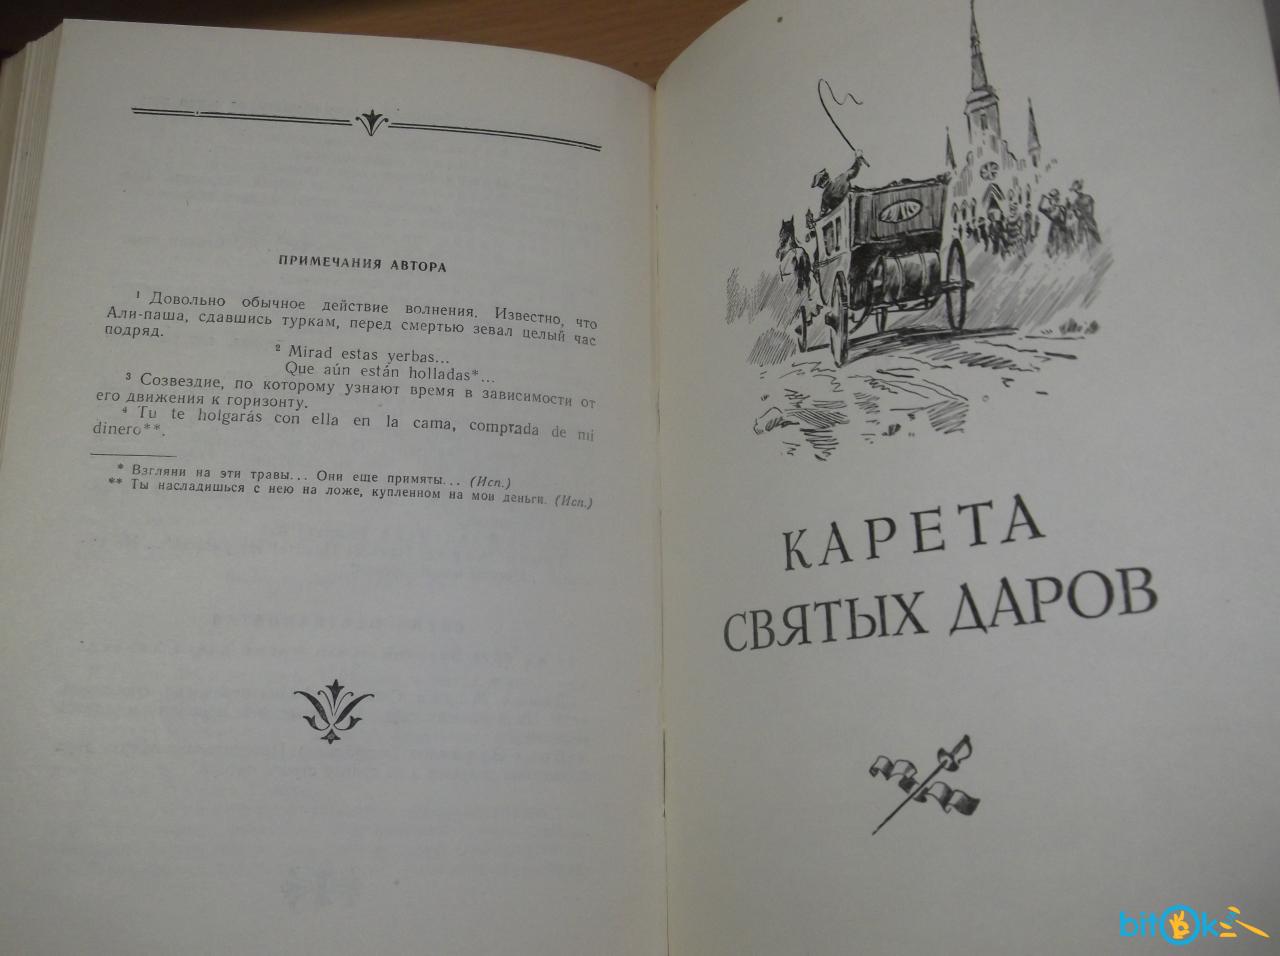 ПРИМЕЧАНИЯ АВТОРА
¹ Довольно обычное действие волнения. Известно, что
Али-паша, сдавшись туркам, перед смертью зевал целый час
подряд.
² Mirad estas yerbas...
Que aún están holladas*...
³ Созвездие, по которому узнают время в зависимости от
его движения к горизонту.
⁴ Tu te holgarás con ella en la cama, comprada de mi
dinero**.
* Взгляни на эти травы... Они еще примяты... (Исп.)
** Ты насладишься с нею на ложе, купленном на мои деньги. (Исп.)
КАРЕТА
СВЯТЫХ ДАРОВ
bitok